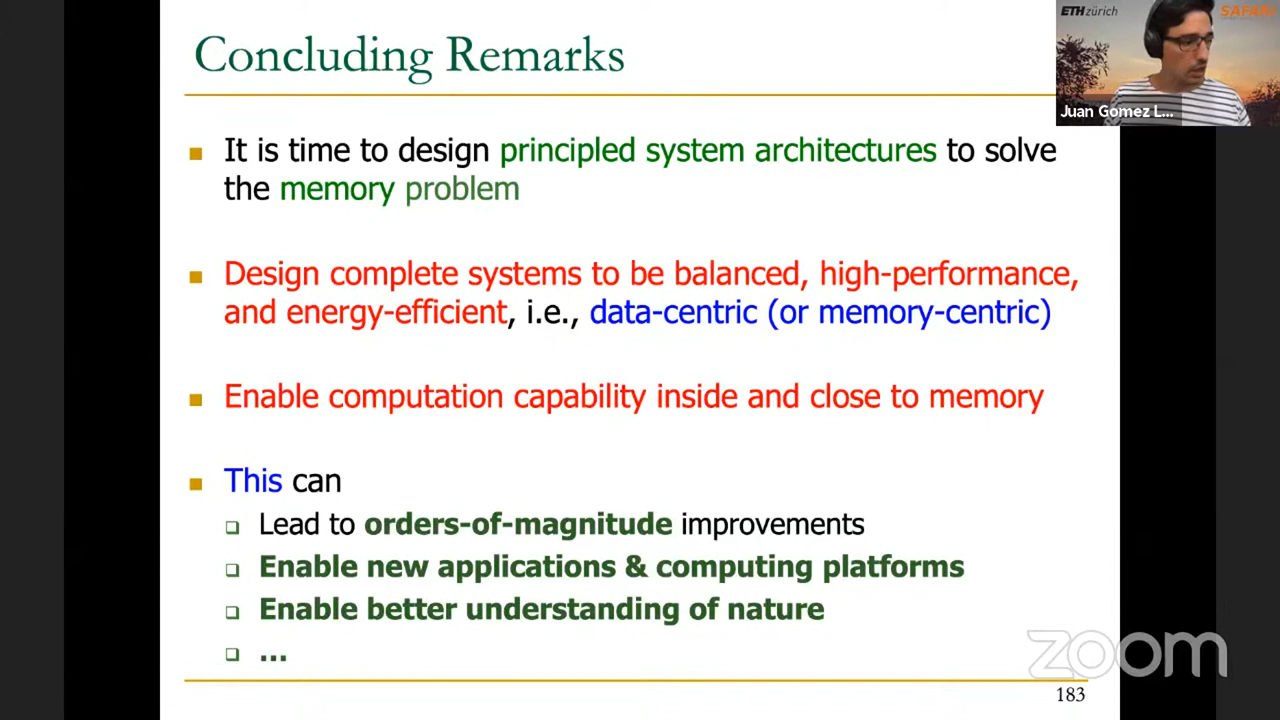 Concluding Remarks
ETH zürich
SAFARI
Juan Gomez L...
It is time to design principled system architectures to solve
the memory problem
Design complete systems to be balanced, high-performance,
and energy-efficient, i.e., data-centric (or memory-centric)
Enable computation capability inside and close to memory
This can
Lead to orders-of-magnitude improvements
Enable new applications & computing platforms
Enable better understanding of nature
...
zoom
183